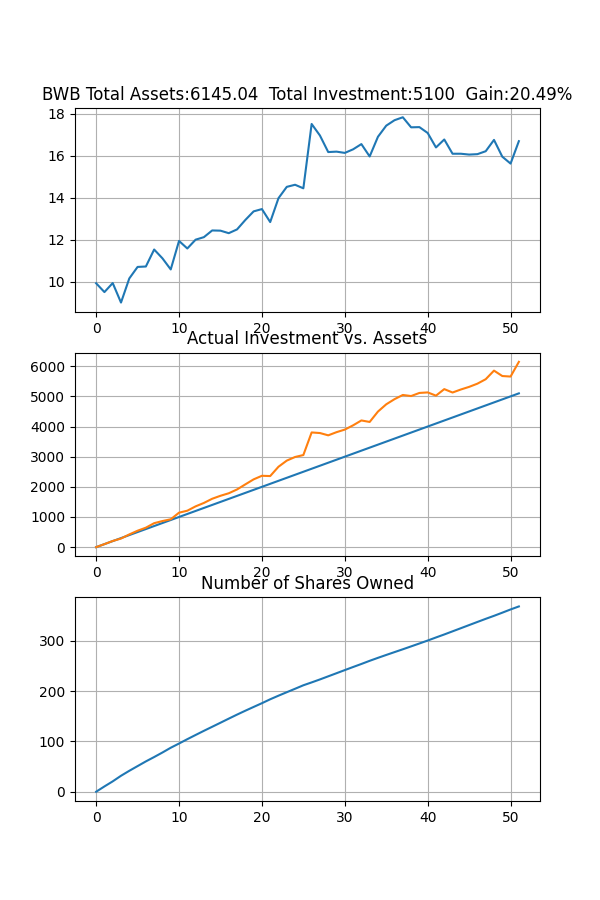 BWB Total Assets:6145.04  Total Investment:5100  Gain:20.49%
18
16
14
12
10
0 10 20 30 40 50
Actual Investment vs. Assets
6000
5000
4000
3000
2000
1000
0
0 10 20 30 40 50
Number of Shares Owned
300
200
100
0
0 10 20 30 40 50